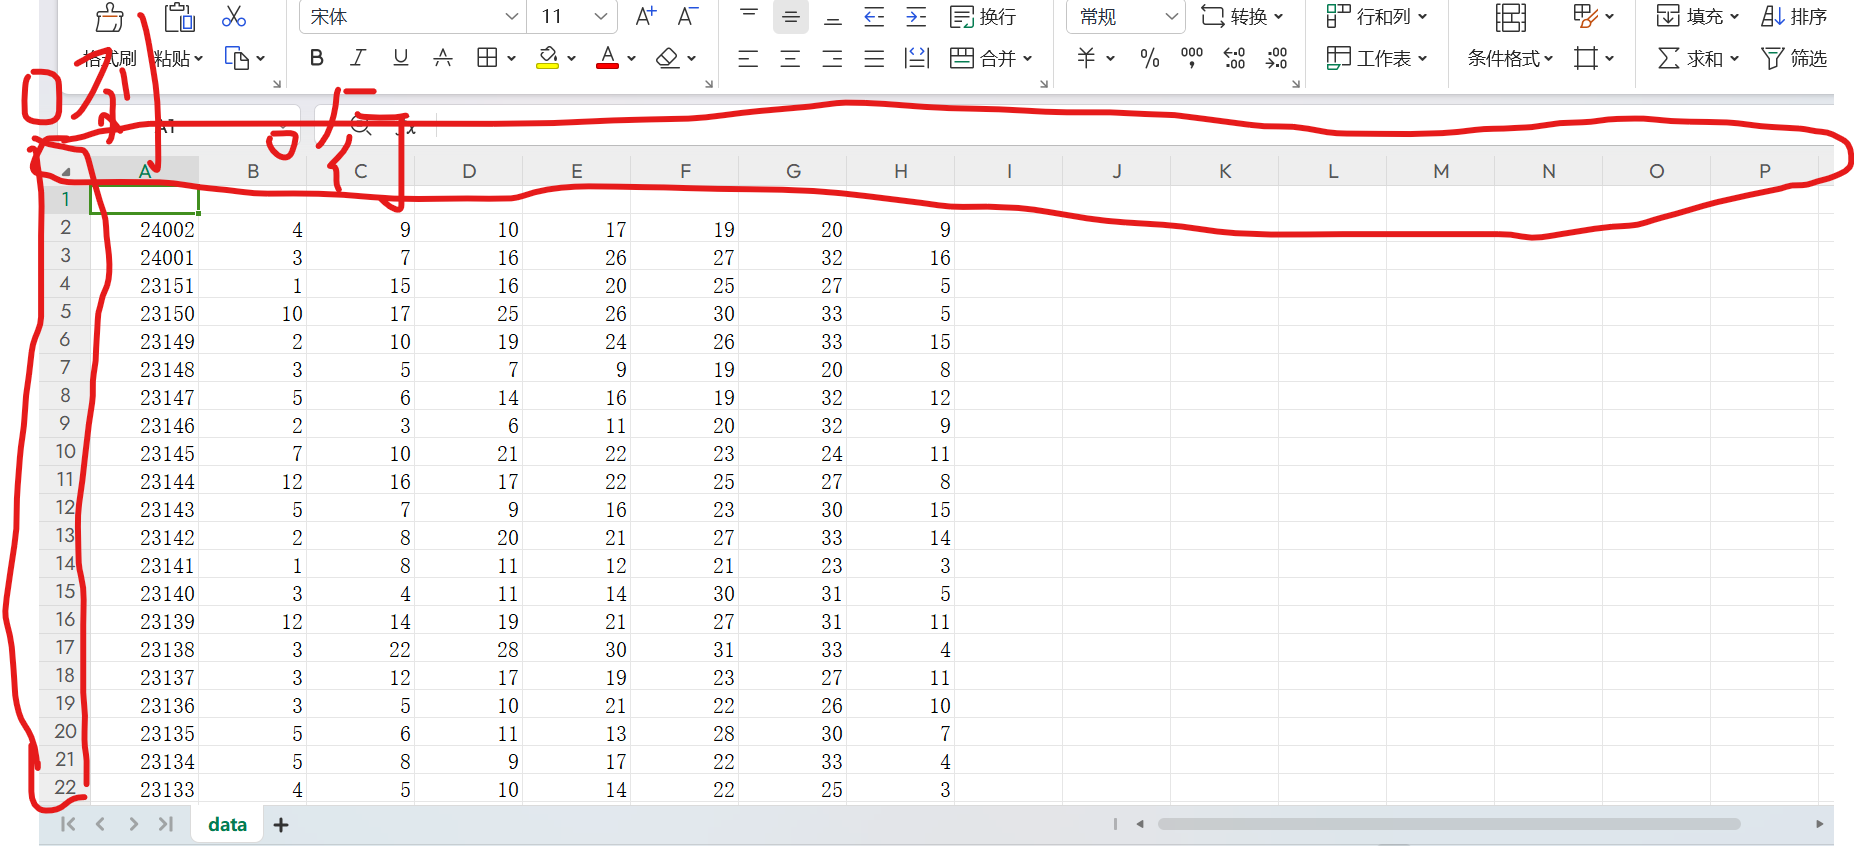 宋体 11 A+ A- 换行 常规 转换 行和列 填充 排序
格式刷 粘贴 B I U A A 合并 ¥ % 000 工作表 条件格式 求和 筛选
A1
A B C D E F G H I J K L M N O P
1
2 24002 4 9 10 17 19 20 9
3 24001 3 7 16 26 27 32 16
4 23151 1 15 16 20 25 27 5
5 23150 10 17 25 26 30 33 5
6 23149 2 10 19 24 26 33 15
7 23148 3 5 7 9 19 20 8
8 23147 5 6 14 16 19 32 12
9 23146 2 3 6 11 20 32 9
10 23145 7 10 21 22 23 24 11
11 23144 12 16 17 22 25 27 8
12 23143 5 7 9 16 23 30 15
13 23142 2 8 20 21 27 33 14
14 23141 1 8 11 12 21 23 3
15 23140 3 4 11 14 30 31 5
16 23139 12 14 19 21 27 31 11
17 23138 3 22 28 30 31 33 4
18 23137 3 12 17 19 23 27 11
19 23136 3 5 10 21 22 26 10
20 23135 5 6 11 13 28 30 7
21 23134 5 8 9 17 22 33 4
22 23133 4 5 10 14 22 25 3
data